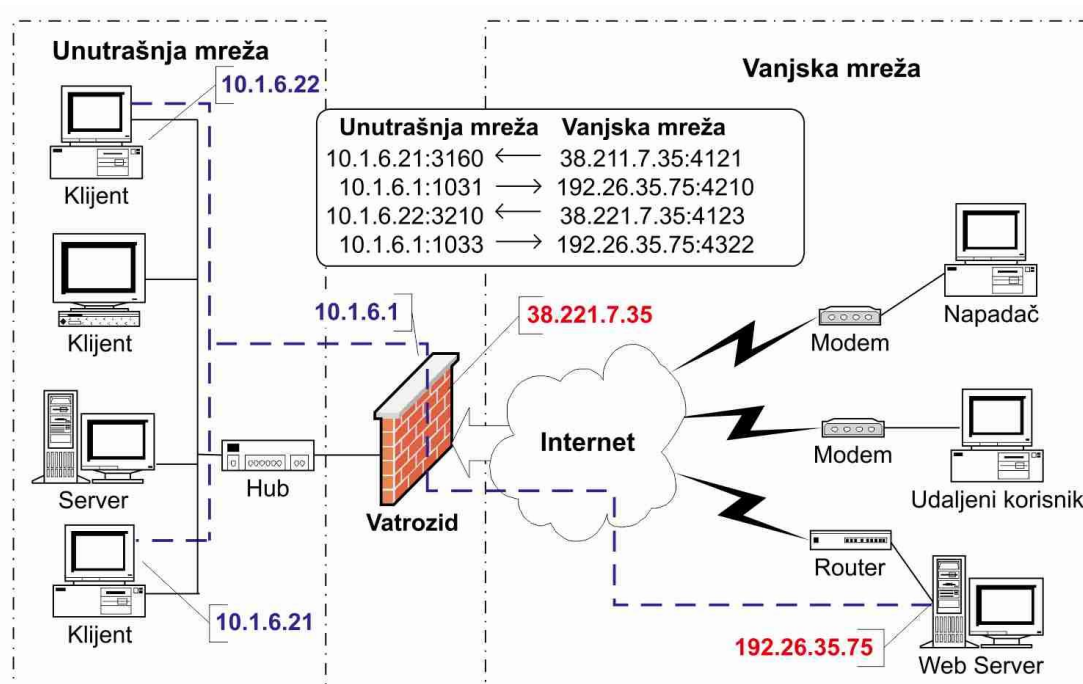 Unutrašnja mreža
10.1.6.22
Vanjska mreža
Unutrašnja mreža Vanjska mreža
10.1.6.21:3160 ← 38.211.7.35:4121
10.1.6.1:1031 → 192.26.35.75:4210
10.1.6.22:3210 ← 38.221.7.35:4123
10.1.6.1:1033 → 192.26.35.75:4322
Klijent
10.1.6.1
38.221.7.35
Napadač
Modem
Klijent
Internet
Modem
Server
Hub
Vatrozid
Udaljeni korisnik
Router
10.1.6.21
Klijent
192.26.35.75
Web Server